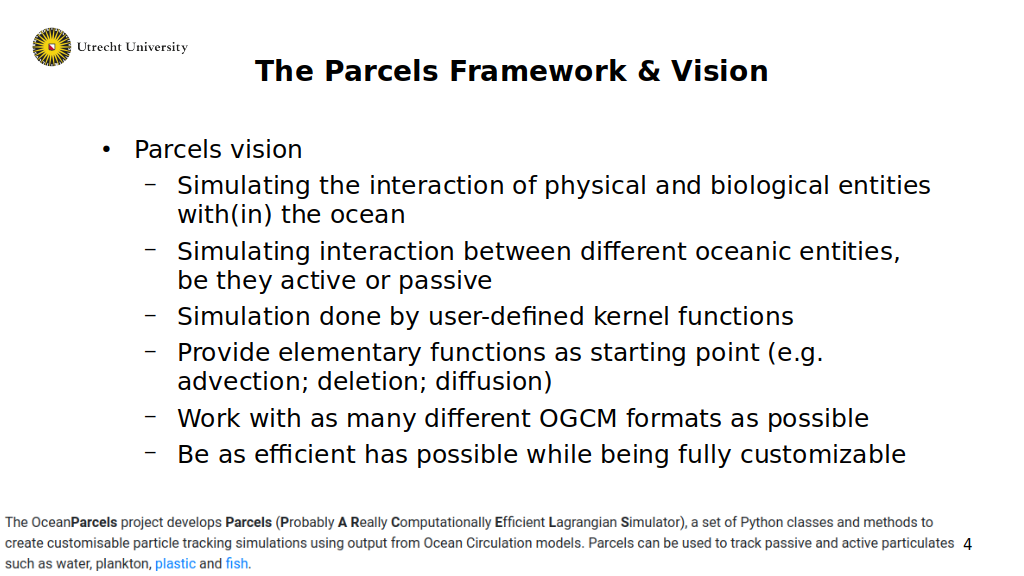 Utrecht University
The Parcels Framework & Vision
• Parcels vision
– Simulating the interaction of physical and biological entities
with(in) the ocean
– Simulating interaction between different oceanic entities,
be they active or passive
– Simulation done by user-defined kernel functions
– Provide elementary functions as starting point (e.g.
advection; deletion; diffusion)
– Work with as many different OGCM formats as possible
– Be as efficient has possible while being fully customizable
The OceanParcels project develops Parcels (Probably A Really Computationally Efficient Lagrangian Simulator), a set of Python classes and methods to
create customisable particle tracking simulations using output from Ocean Circulation models. Parcels can be used to track passive and active particulates
such as water, plankton, plastic and fish.
4